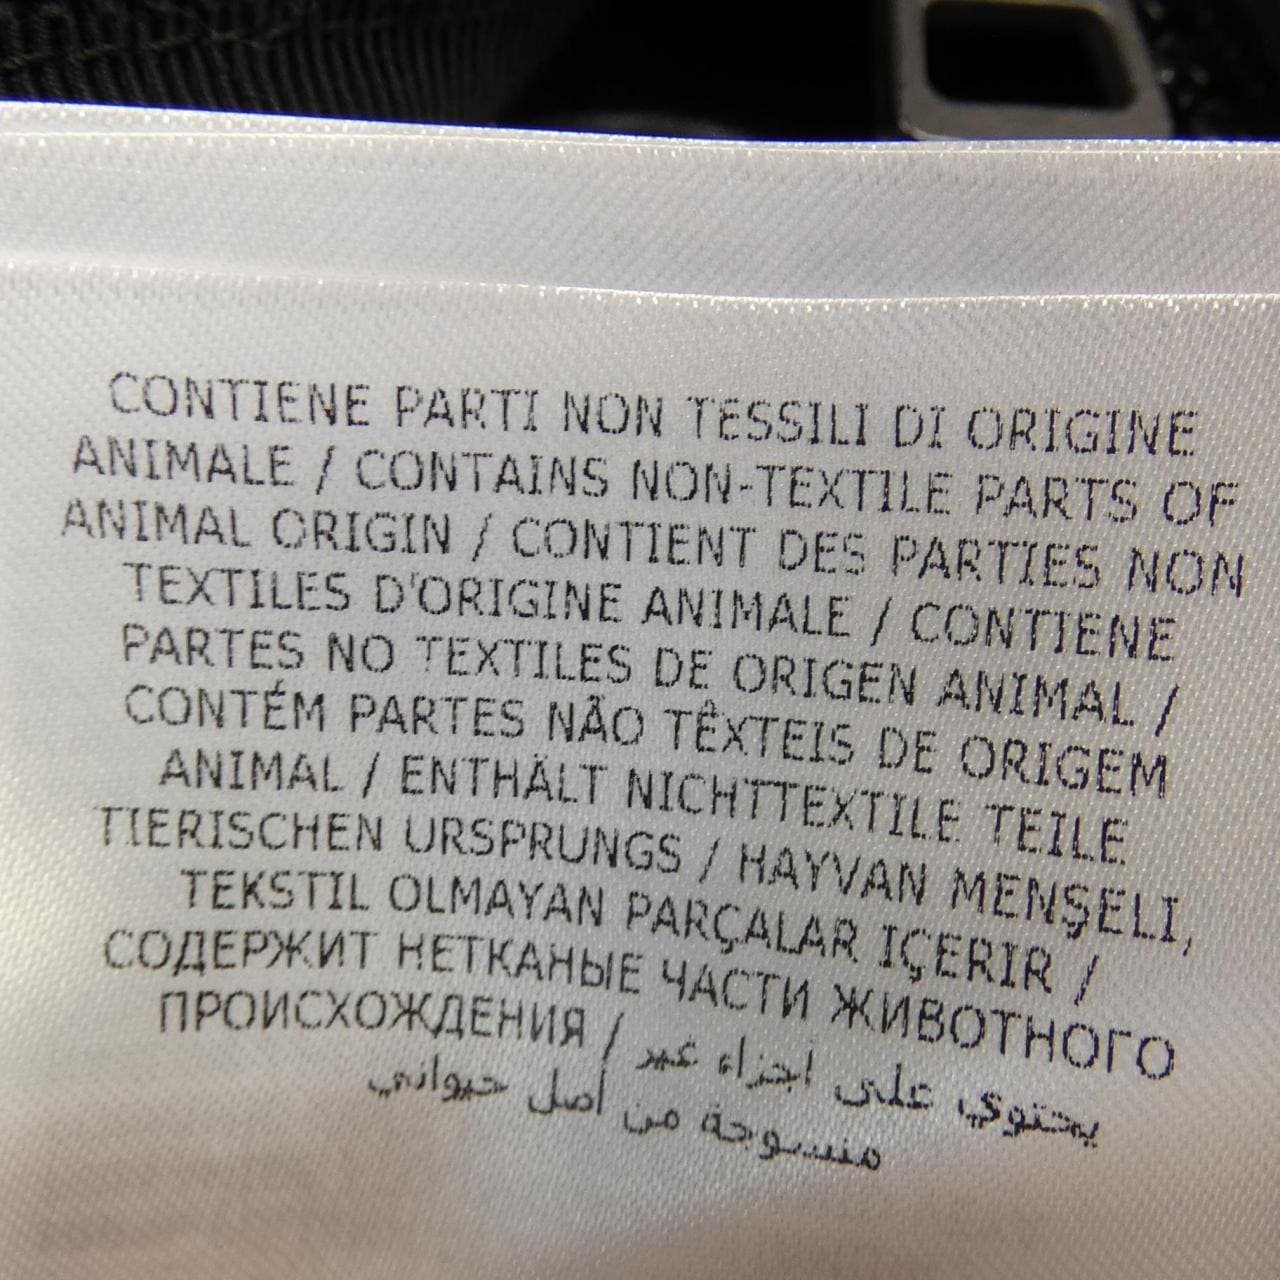 CONTIENE PARTI NON TESSILI DI ORIGINE
ANIMALE / CONTAINS NON-TEXTILE PARTS OF
ANIMAL ORIGIN / CONTIENT DES PARTIES NON
TEXTILES D'ORIGINE ANIMALE / CONTIENE
PARTES NO TEXTILES DE ORIGEN ANIMAL /
CONTÉM PARTES NÃO TÊXTEIS DE ORIGEM
ANIMAL / ENTHÄLT NICHTTEXTILE TEILE
TIERISCHEN URSPRUNGS / HAYVAN MENŞELI,
TEKSTIL OLMAYAN PARÇALAR IÇERIR /
СОДЕРЖИТ НЕТКАНЫЕ ЧАСТИ ЖИВОТНОГО
ПРОИСХОЖДЕНИЯ / يحتوي على أجزاء غير
منسوجة من أصل حيواني